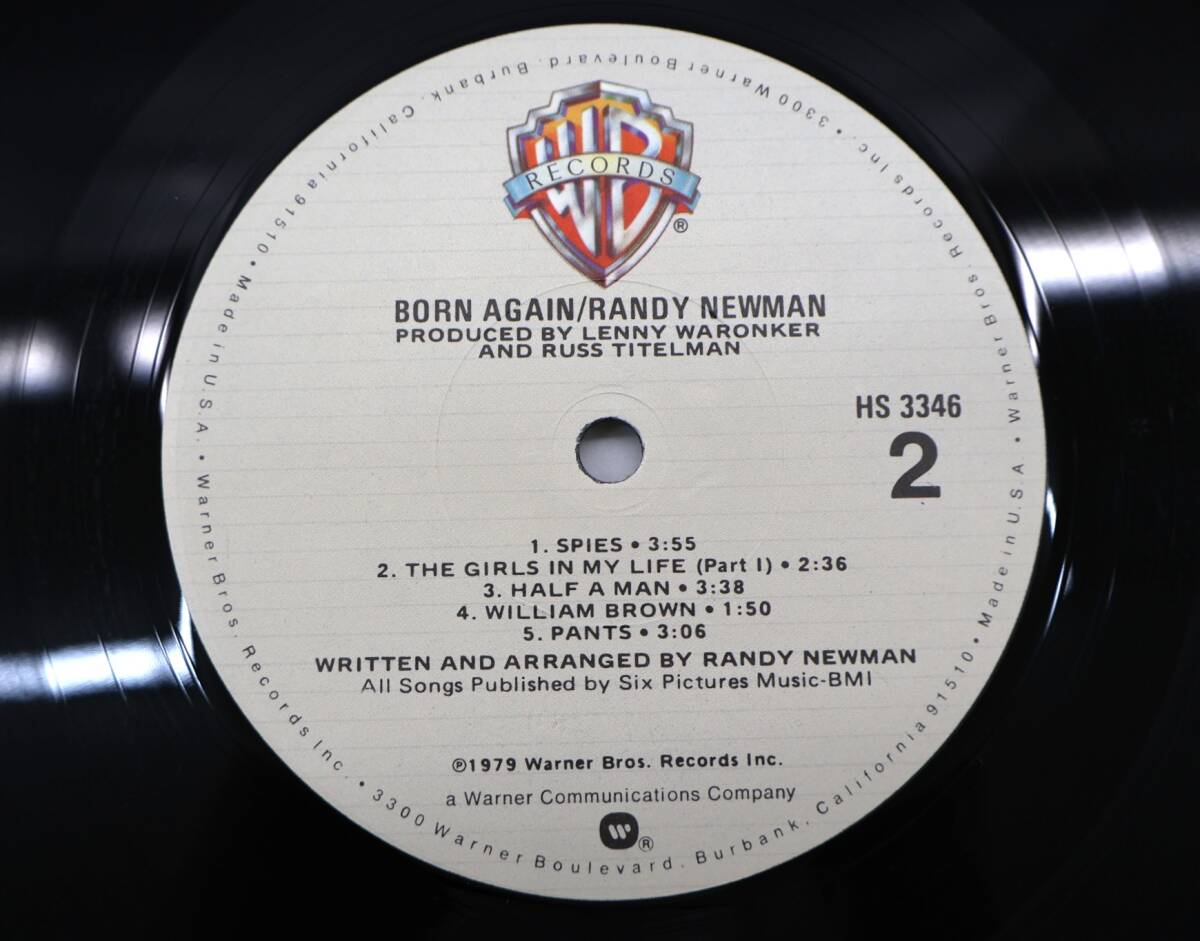 WB
RECORDS
®
BORN AGAIN/RANDY NEWMAN
PRODUCED BY LENNY WARONKER
AND RUSS TITELMAN
HS 3346
2
1. SPIES • 3:55
2. THE GIRLS IN MY LIFE (Part I) • 2:36
3. HALF A MAN • 3:38
4. WILLIAM BROWN • 1:50
5. PANTS • 3:06
WRITTEN AND ARRANGED BY RANDY NEWMAN
All Songs Published by Six Pictures Music-BMI
℗1979 Warner Bros. Records Inc.
a Warner Communications Company
W ®
Warner Bros. Records Inc. • 3300 Warner Boulevard. Burbank. California 91510 • Made in U.S.A. • Warner Bros. Records Inc. • 3300 Warner Boulevard. Burbank. California 91510 • Made in U.S.A •